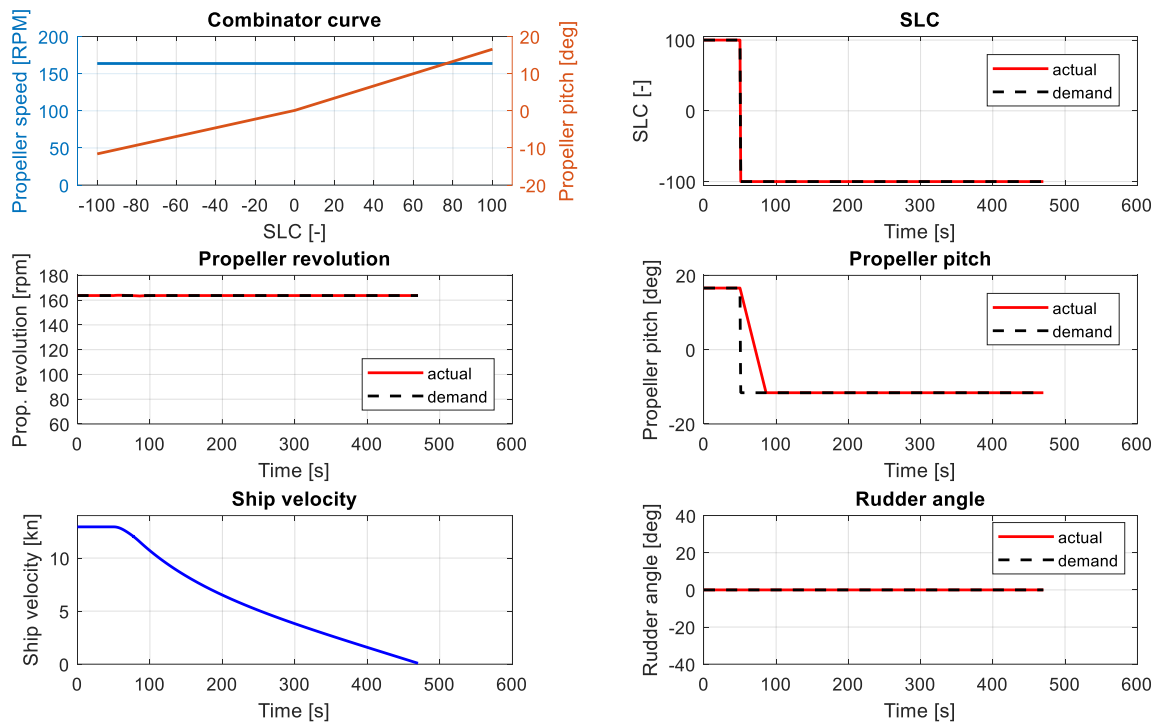 Combinator curve
Propeller speed [RPM]
200
150
100
50
0
Propeller pitch [deg]
20
10
0
-10
-20
-100 -80 -60 -40 -20 0 20 40 60 80 100
SLC [-]
SLC
SLC [-]
100
0
-100
actual
demand
0 100 200 300 400 500 600
Time [s]
Propeller revolution
Prop. revolution [rpm]
180
160
140
120
100
80
60
actual
demand
0 100 200 300 400 500 600
Time [s]
Propeller pitch
Propeller pitch [deg]
20
0
-20
actual
demand
0 100 200 300 400 500 600
Time [s]
Ship velocity
Ship velocity [kn]
10
5
0
0 100 200 300 400 500 600
Time [s]
Rudder angle
Rudder angle [deg]
40
20
0
-20
-40
actual
demand
0 100 200 300 400 500 600
Time [s]